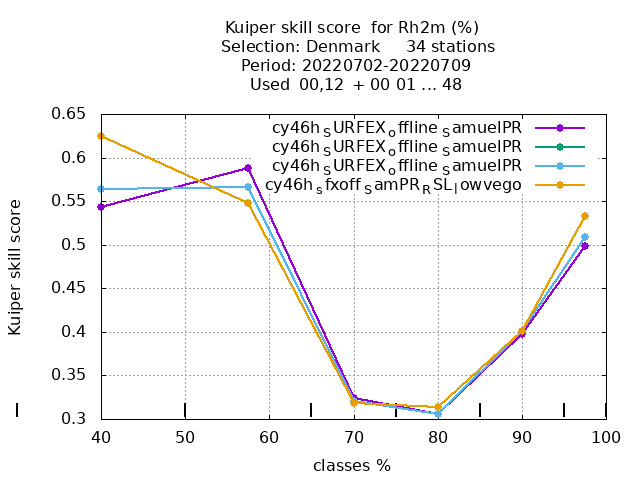 Kuiper skill score  for Rh2m (%)
Selection: Denmark     34 stations
Period: 20220702-20220709
Used  00,12  + 00 01 ... 48
cy46h_SURFEX_offline_SamuelPR
cy46h_SURFEX_offline_SamuelPR
cy46h_SURFEX_offline_SamuelPR
cy46h_sfxoff_SamPR_RSL_lowvego
Kuiper skill score
0.65
0.6
0.55
0.5
0.45
0.4
0.35
0.3
40 50 60 70 80 90 100
classes %